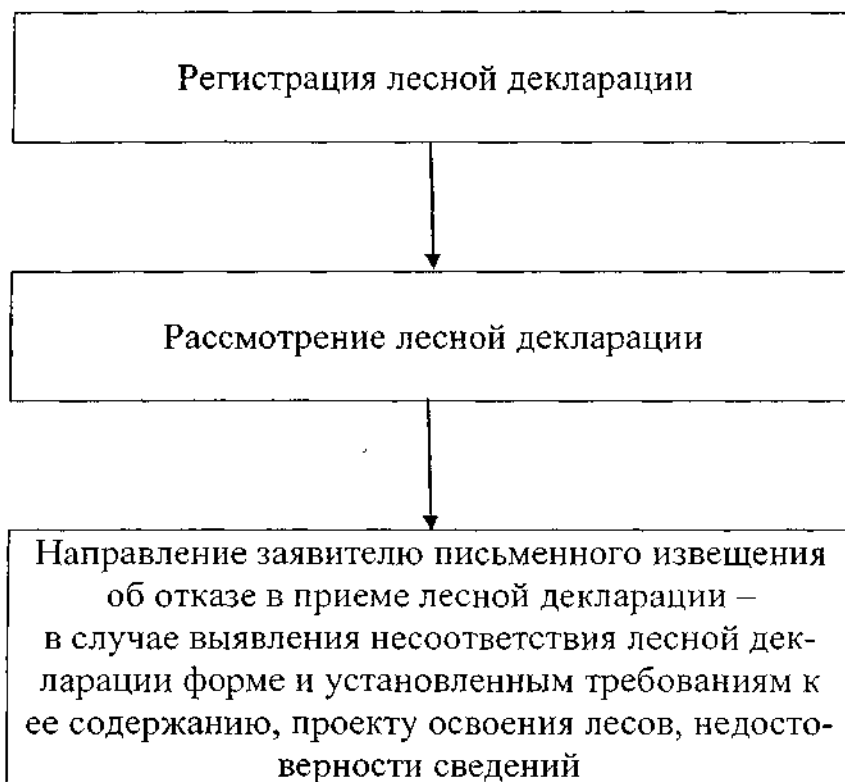 Регистрация лесной декларации
Рассмотрение лесной декларации
Направление заявителю письменного извещения
об отказе в приеме лесной декларации –
в случае выявления несоответствия лесной дек-
ларации форме и установленным требованиям к
ее содержанию, проекту освоения лесов, недосто-
верности сведений